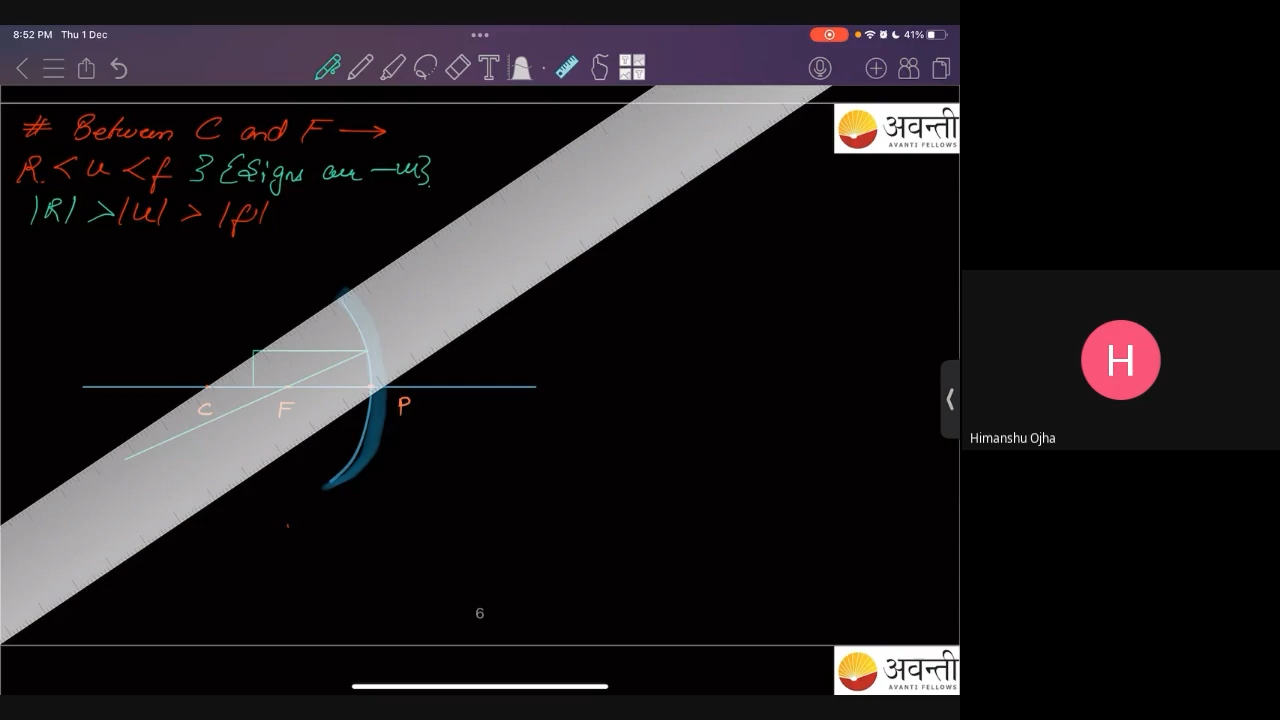 8:52 PM Thu 1 Dec
41%
# Between C and F →
R < u < f } {Signs are -ve}
|R| > |u| > |f|
अवन्ती
AVANTI FELLOWS
C F P
H
Himanshu Ojha
6
अवन्ती
AVANTI FELLOWS